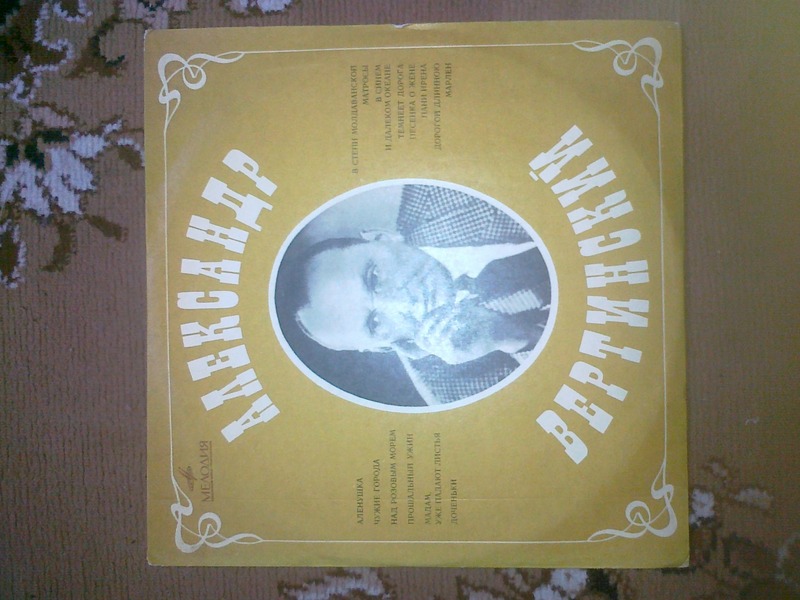 МЕЛОДИЯ
АЛЕКСАНДР
АЛЕНУШКА
ЧУЖИЕ ГОРОДА
НАД РОЗОВЫМ МОРЕМ
ПРОЩАЛЬНЫЙ УЖИН
МАДАМ,
УЖЕ ПАДАЮТ ЛИСТЬЯ
ДОЧЕНЬКИ
В СТЕПИ МОЛДАВАНСКОЙ
МАТРОСЫ
В СИНЕМ
И ДАЛЕКОМ ОКЕАНЕ
ТЕМНЕЕТ ДОРОГА
ПЕСЕНКА О ЖЕНЕ
ПАНИ ИРЕНА
ДОРОГОЙ ДЛИННОЮ
МАРЛЕН
ВЕРТИНСКИЙ